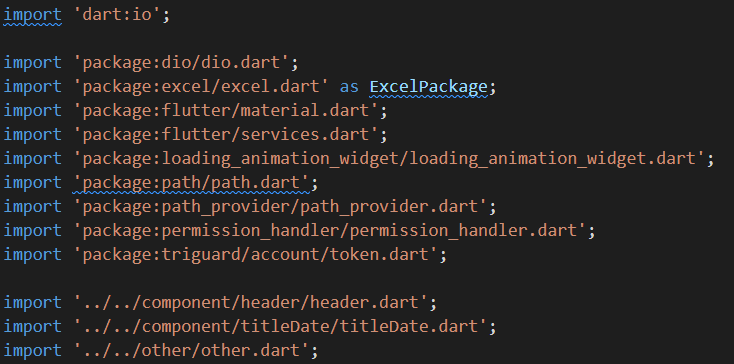 import 'dart:io';
import 'package:dio/dio.dart';
import 'package:excel/excel.dart' as ExcelPackage;
import 'package:flutter/material.dart';
import 'package:flutter/services.dart';
import 'package:loading_animation_widget/loading_animation_widget.dart';
import 'package:path/path.dart';
import 'package:path_provider/path_provider.dart';
import 'package:permission_handler/permission_handler.dart';
import 'package:triguard/account/token.dart';
import '../../component/header/header.dart';
import '../../component/titleDate/titleDate.dart';
import '../../other/other.dart';